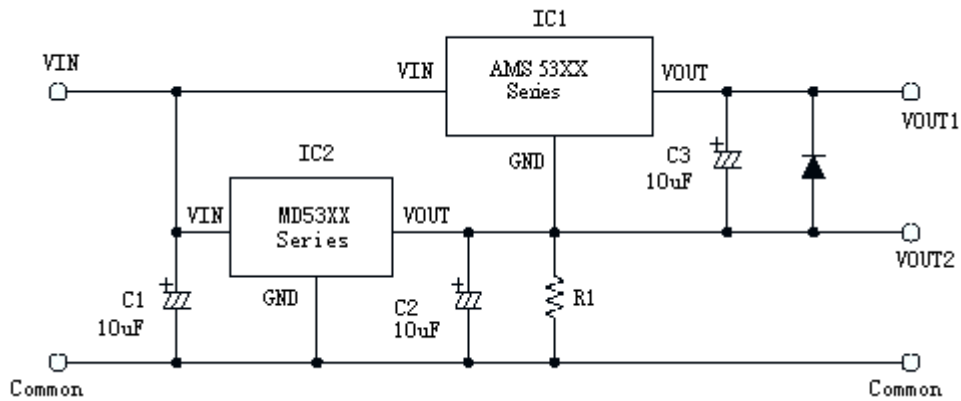 IC1
VIN
VIN
AMS 53XX
Series
VOUT
VOUT1
GND
C3
10uF
IC2
VIN
MD53XX
Series
VOUT
VOUT2
GND
C1
10uF
C2
10uF
R1
Common
Common